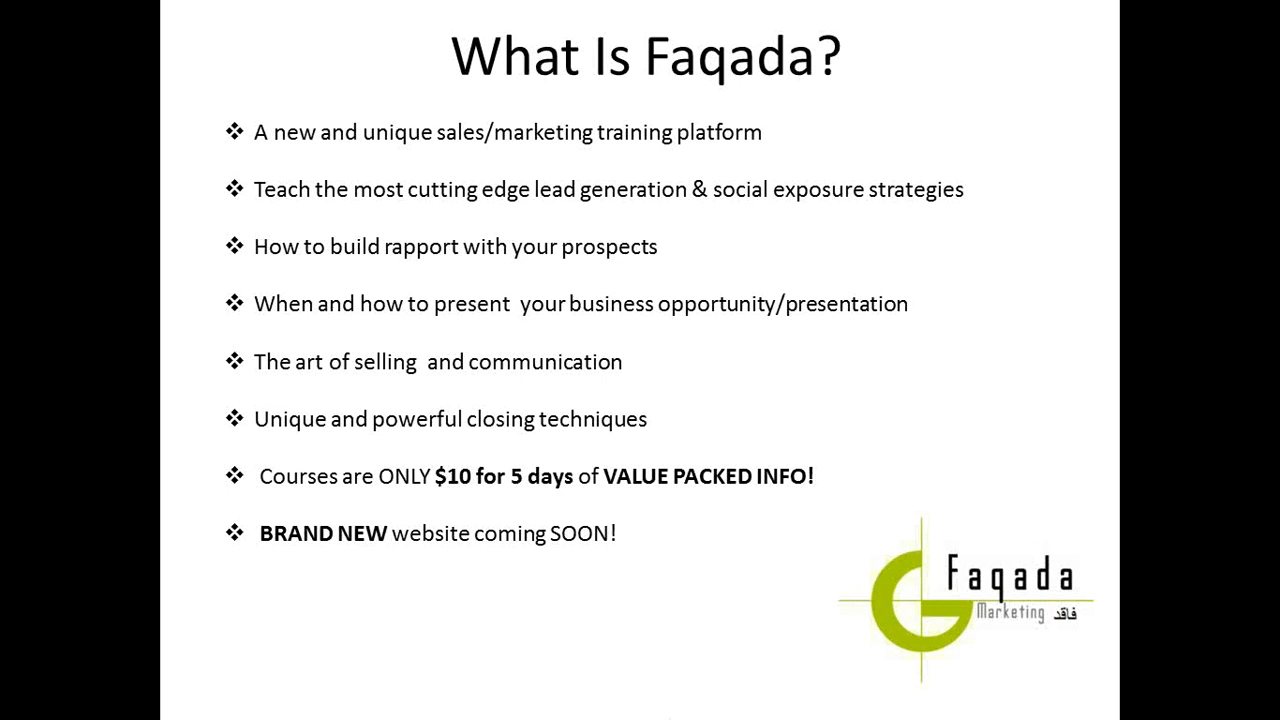 What Is Faqada?
❖ A new and unique sales/marketing training platform
❖ Teach the most cutting edge lead generation & social exposure strategies
❖ How to build rapport with your prospects
❖ When and how to present  your business opportunity/presentation
❖ The art of selling  and communication
❖ Unique and powerful closing techniques
❖ Courses are ONLY $10 for 5 days of VALUE PACKED INFO!
❖ BRAND NEW website coming SOON!
Faqada
Marketing فاقد